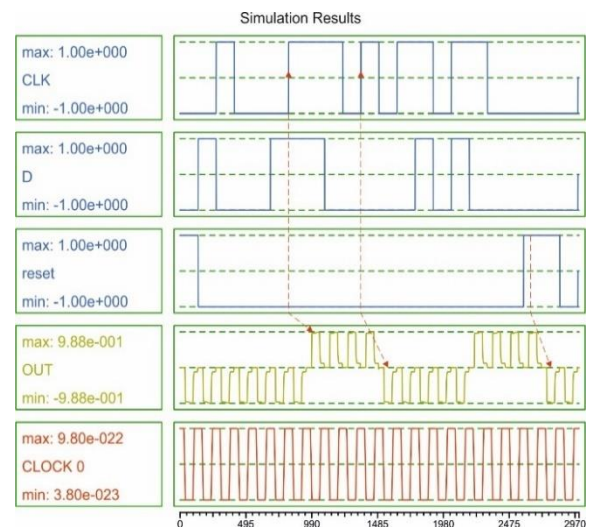 Simulation Results
max: 1.00e+000
CLK
min: -1.00e+000
max: 1.00e+000
D
min: -1.00e+000
max: 1.00e+000
reset
min: -1.00e+000
max: 9.88e-001
OUT
min: -9.88e-001
max: 9.80e-022
CLOCK 0
min: 3.80e-023
0 495 990 1485 1980 2475 2970